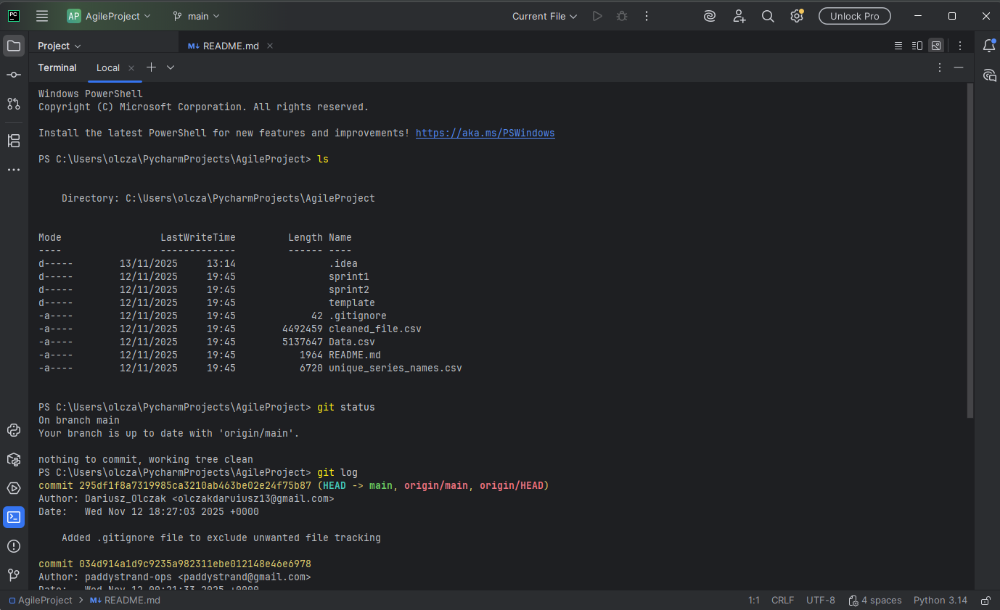 PC AP AgileProject main Current File Unlock Pro
Project README.md
Terminal Local
Windows PowerShell
Copyright (C) Microsoft Corporation. All rights reserved.
Install the latest PowerShell for new features and improvements! https://aka.ms/PSWindows
PS C:\Users\olcza\PycharmProjects\AgileProject> ls
Directory: C:\Users\olcza\PycharmProjects\AgileProject
Mode LastWriteTime Length Name
---- ------------- ------ ----
d----- 13/11/2025 13:14 .idea
d----- 12/11/2025 19:45 sprint1
d----- 12/11/2025 19:45 sprint2
d----- 12/11/2025 19:45 template
-a---- 12/11/2025 19:45 42 .gitignore
-a---- 12/11/2025 19:45 4492459 cleaned_file.csv
-a---- 12/11/2025 19:45 5137647 Data.csv
-a---- 12/11/2025 19:45 1964 README.md
-a---- 12/11/2025 19:45 6720 unique_series_names.csv
PS C:\Users\olcza\PycharmProjects\AgileProject> git status
On branch main
Your branch is up to date with 'origin/main'.
nothing to commit, working tree clean
PS C:\Users\olcza\PycharmProjects\AgileProject> git log
commit 295df1f8a7319985ca3210ab463be02e24f75b87 (HEAD -> main, origin/main, origin/HEAD)
Author: Dariusz_Olczak <olczakdaruiusz13@gmail.com>
Date:   Wed Nov 12 18:27:03 2025 +0000
Added .gitignore file to exclude unwanted file tracking
commit 034d914a1d9c9235a982311ebe012148e46e6978
Author: paddystrand-ops <paddystrand@gmail.com>
Date:   Wed Nov 12 00:21:33 2025 +0000
AgileProject > M↓ README.md 1:1 CRLF UTF-8 4 spaces Python 3.14